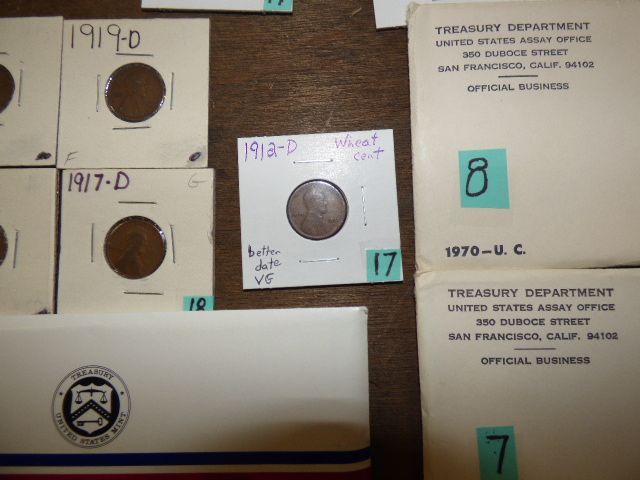 1919-D
F
1917-D
G
18
1912-D
Wheat
cent
better
date
VG
17
TREASURY DEPARTMENT
UNITED STATES ASSAY OFFICE
350 DUBOCE STREET
SAN FRANCISCO, CALIF. 94102
OFFICIAL BUSINESS
8
1970-U. C.
TREASURY DEPARTMENT
UNITED STATES ASSAY OFFICE
350 DUBOCE STREET
SAN FRANCISCO, CALIF. 94102
OFFICIAL BUSINESS
7
TREASURY
UNITED STATES MINT